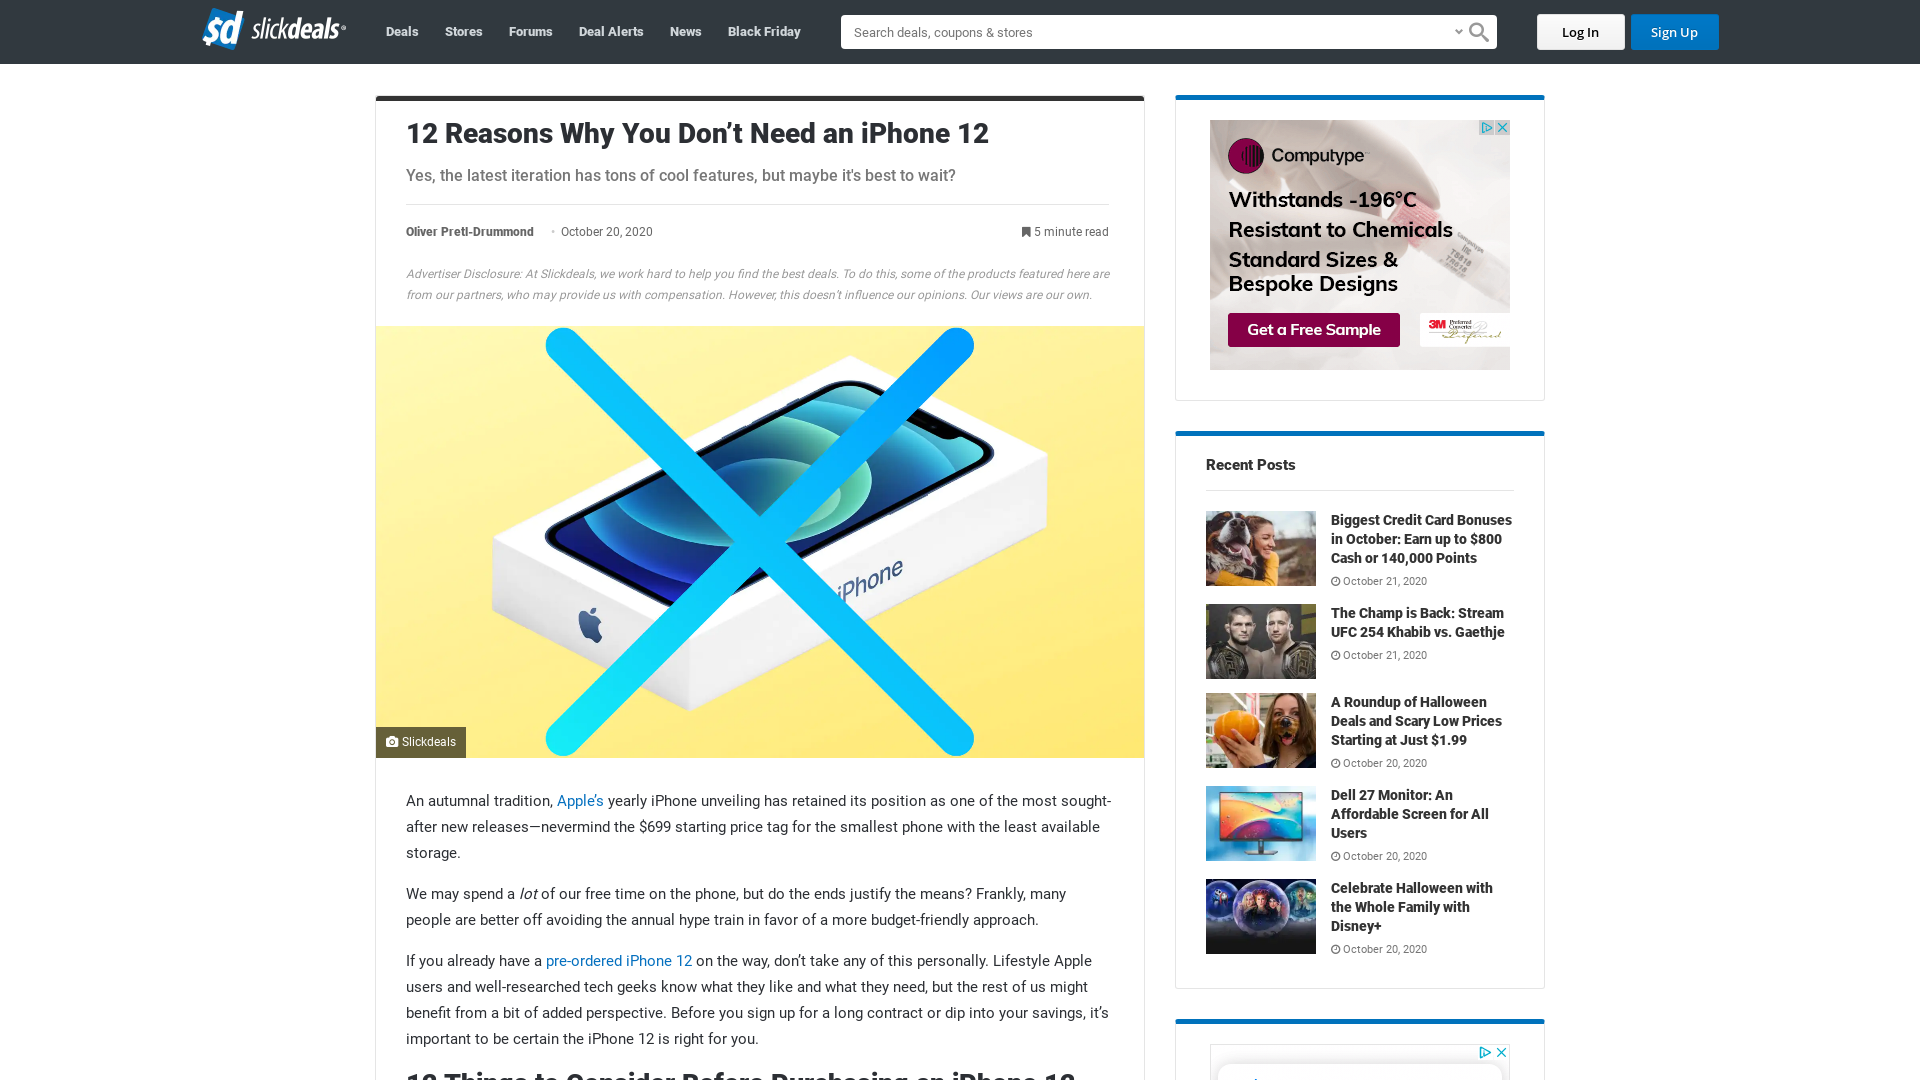 sd slickdeals
Deals Stores Forums Deal Alerts News Black Friday
Search deals, coupons & stores
Log In Sign Up
12 Reasons Why You Don’t Need an iPhone 12
Yes, the latest iteration has tons of cool features, but maybe it's best to wait?
Oliver Pretl-Drummond • October 20, 2020
5 minute read
Advertiser Disclosure: At Slickdeals, we work hard to help you find the best deals. To do this, some of the products featured here are
from our partners, who may provide us with compensation. However, this doesn’t influence our opinions. Our views are our own.
iPhone
Slickdeals
An autumnal tradition, Apple’s yearly iPhone unveiling has retained its position as one of the most sought-
after new releases—nevermind the $699 starting price tag for the smallest phone with the least available
storage.
We may spend a lot of our free time on the phone, but do the ends justify the means? Frankly, many
people are better off avoiding the annual hype train in favor of a more budget-friendly approach.
If you already have a pre-ordered iPhone 12 on the way, don’t take any of this personally. Lifestyle Apple
users and well-researched tech geeks know what they like and what they need, but the rest of us might
benefit from a bit of added perspective. Before you sign up for a long contract or dip into your savings, it’s
important to be certain the iPhone 12 is right for you.
12 Things to Consider Before Purchasing an iPhone 12
Computype
Withstands -196°C
Resistant to Chemicals
Standard Sizes &
Bespoke Designs
Get a Free Sample
3M Preferred
Converter
Preferred
Recent Posts
Biggest Credit Card Bonuses
in October: Earn up to $800
Cash or 140,000 Points
October 21, 2020
The Champ is Back: Stream
UFC 254 Khabib vs. Gaethje
October 21, 2020
A Roundup of Halloween
Deals and Scary Low Prices
Starting at Just $1.99
October 20, 2020
Dell 27 Monitor: An
Affordable Screen for All
Users
October 20, 2020
Celebrate Halloween with
the Whole Family with
Disney+
October 20, 2020